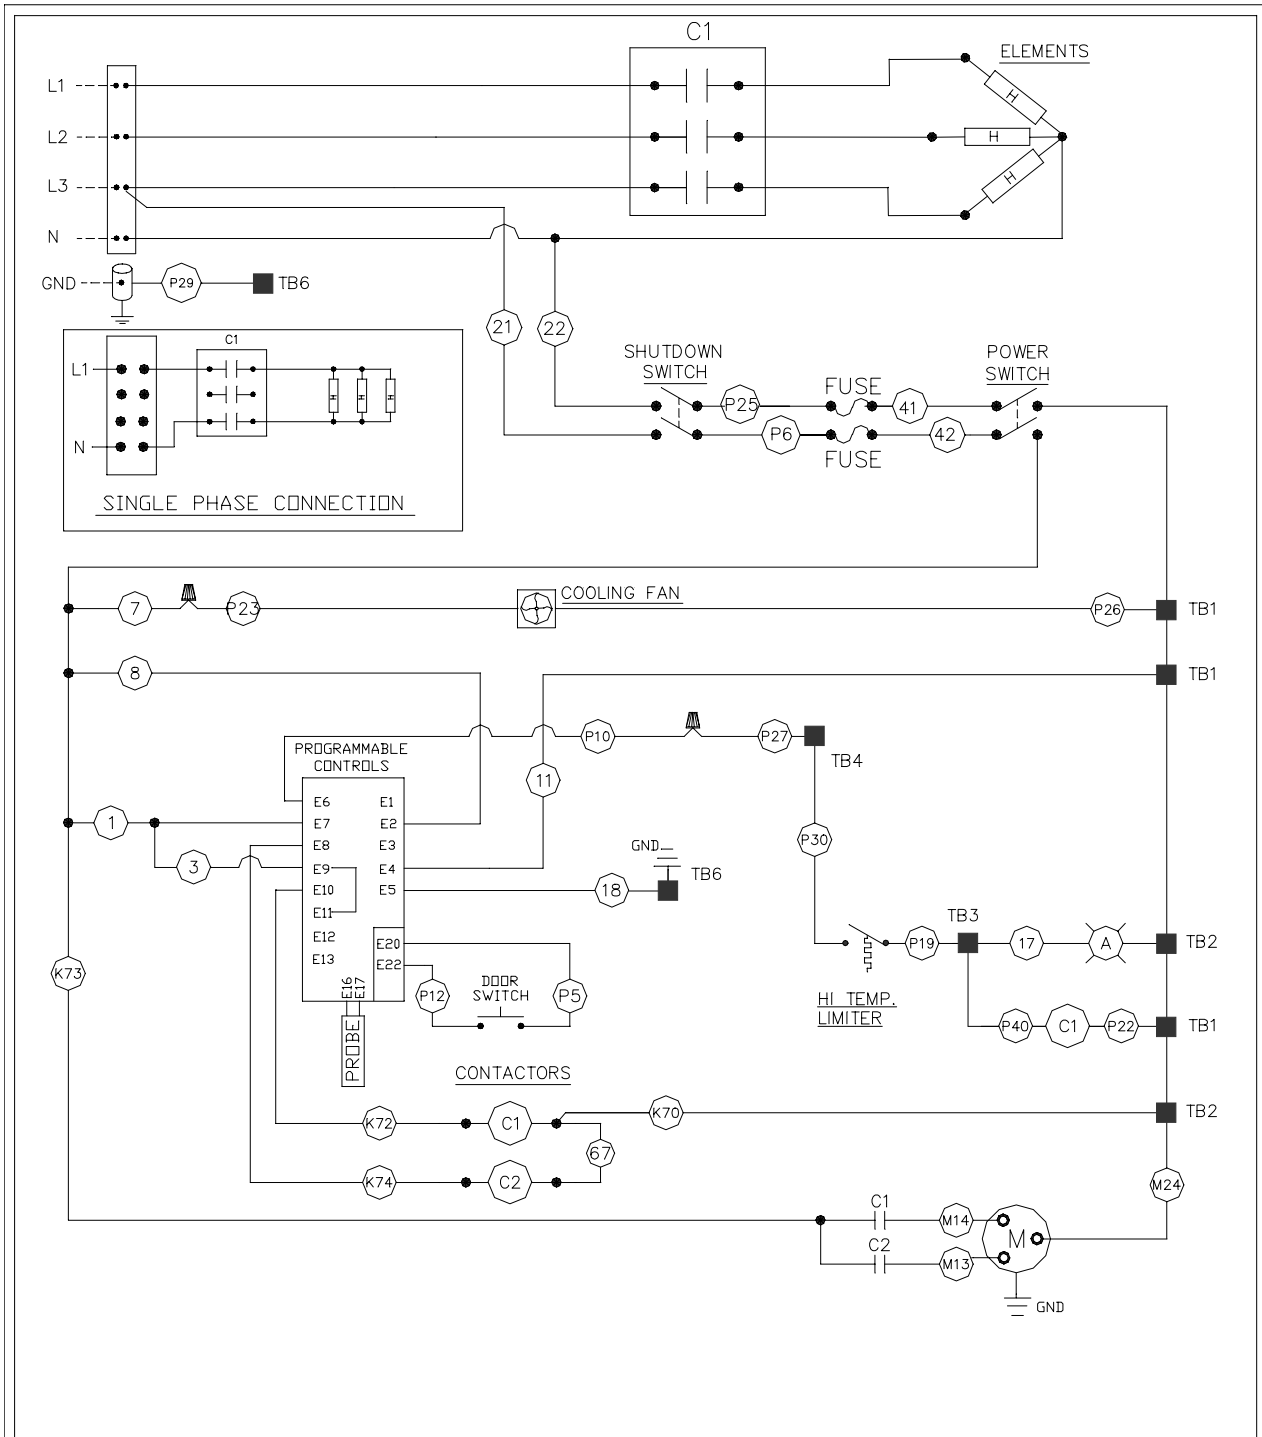 C1
ELEMENTS
L1
H
L2
H
L3
H
N
GND
P29
TB6
21
22
C1
L1
H
H
H
N
SINGLE PHASE CONNECTION
SHUTDOWN
SWITCH
POWER
SWITCH
FUSE
P25
41
P6
42
FUSE
7
P23
COOLING FAN
P26
TB1
8
TB1
P10
P27
TB4
PROGRAMMABLE
CONTROLS
11
E6
E1
1
E7
E2
E8
E3
3
E9
E4
E10
E5
E11
E12
E20
E13
E22
E16
E17
PROBE
P30
GND
18
TB6
TB3
P19
17
A
TB2
K73
P12
DOOR
SWITCH
P5
HI TEMP.
LIMITER
P40
C1
P22
TB1
CONTACTORS
K72
C1
K70
TB2
67
K74
C2
M24
C1
M14
M
C2
M13
GND